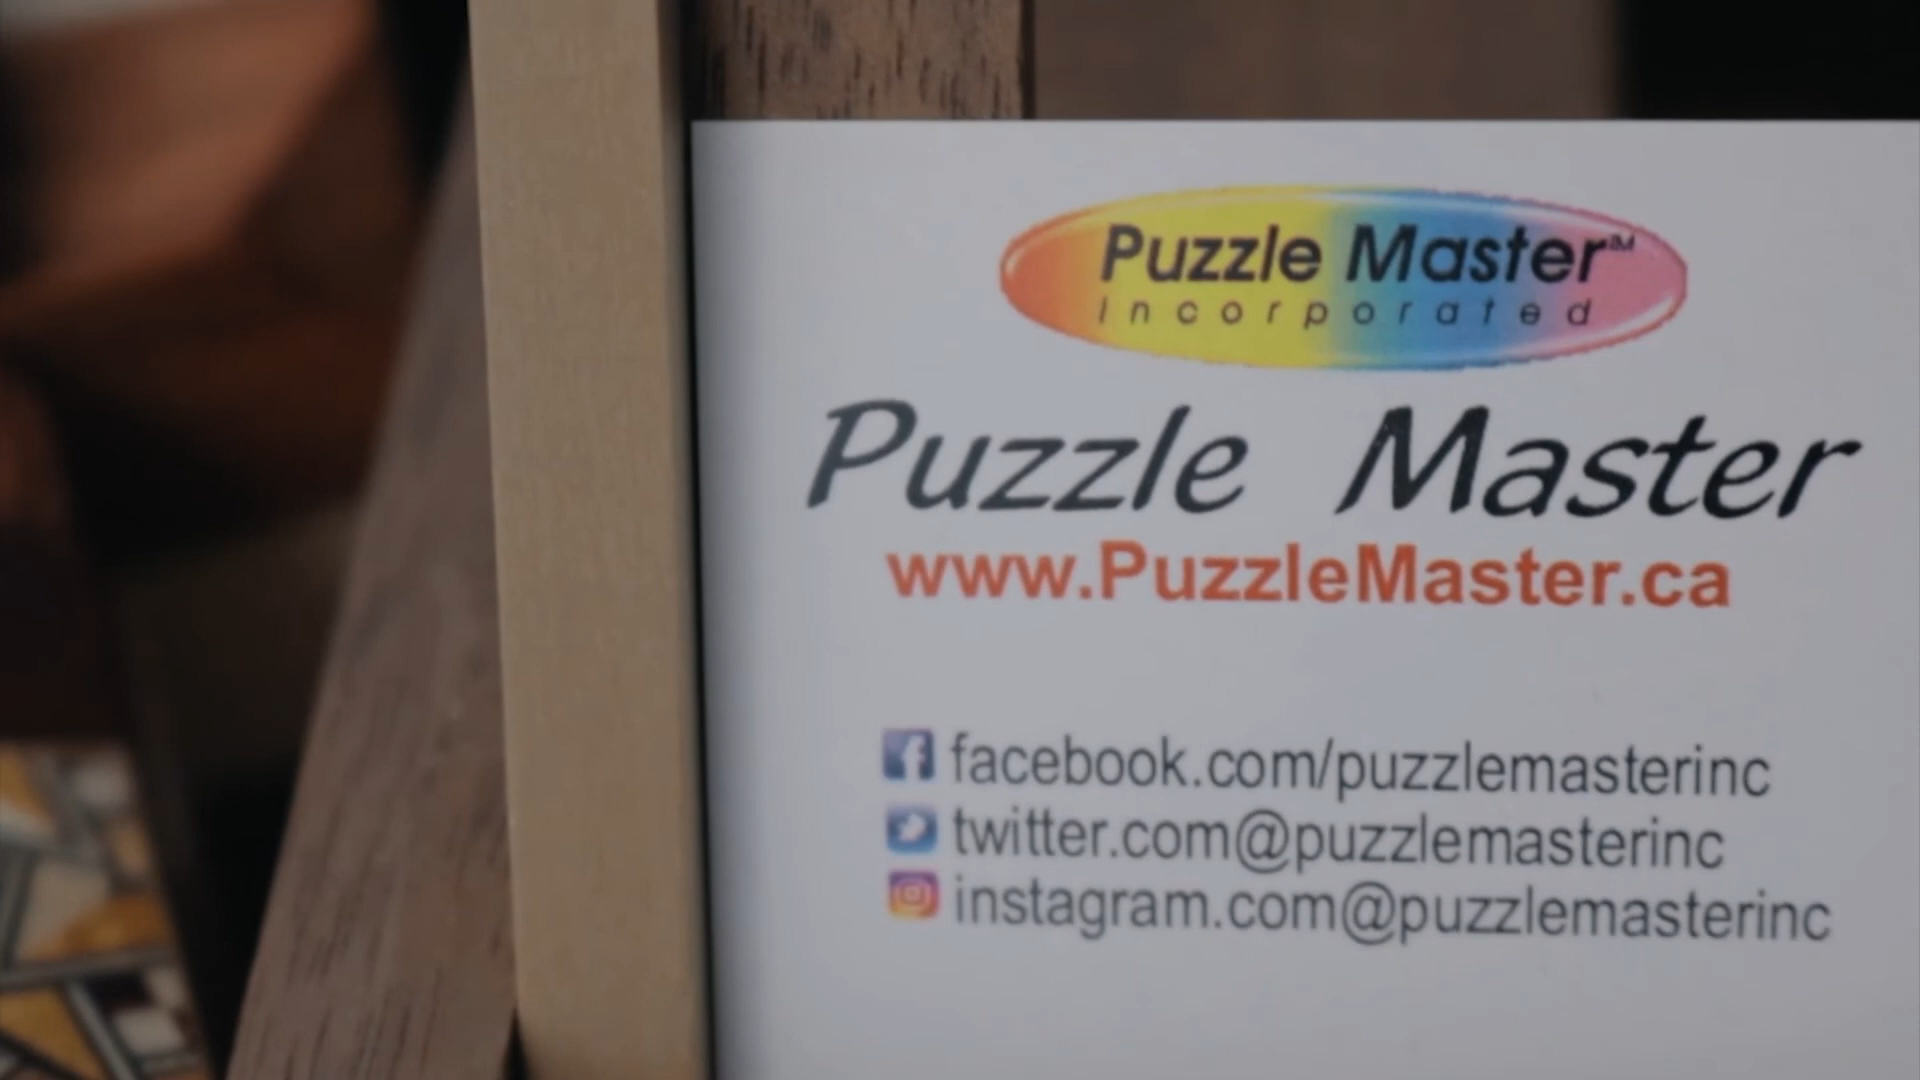 Puzzle Master™
Incorporated
Puzzle Master
www.PuzzleMaster.ca
facebook.com/puzzlemasterinc
twitter.com@puzzlemasterinc
instagram.com@puzzlemasterinc